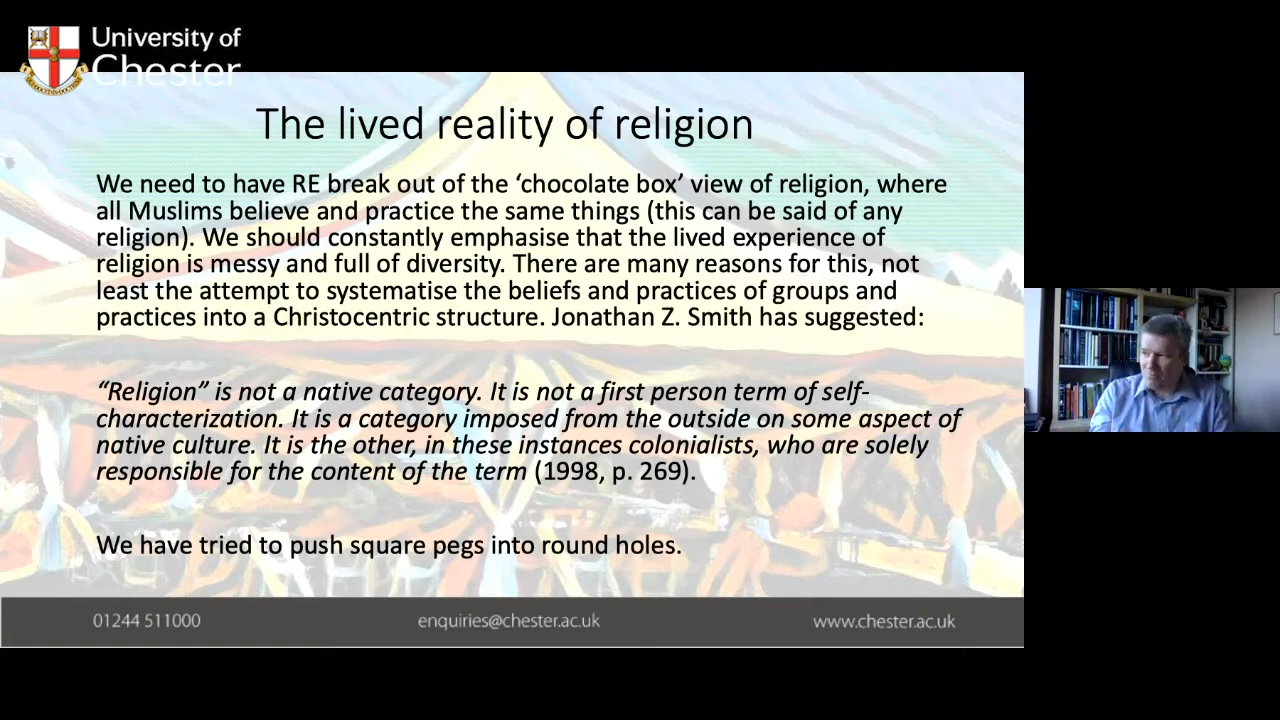 University of
Chester
The lived reality of religion
We need to have RE break out of the ‘chocolate box’ view of religion, where
all Muslims believe and practice the same things (this can be said of any
religion). We should constantly emphasise that the lived experience of
religion is messy and full of diversity. There are many reasons for this, not
least the attempt to systematise the beliefs and practices of groups and
practices into a Christocentric structure. Jonathan Z. Smith has suggested:
“Religion” is not a native category. It is not a first person term of self-
characterization. It is a category imposed from the outside on some aspect of
native culture. It is the other, in these instances colonialists, who are solely
responsible for the content of the term (1998, p. 269).
We have tried to push square pegs into round holes.
01244 511000
enquiries@chester.ac.uk
www.chester.ac.uk